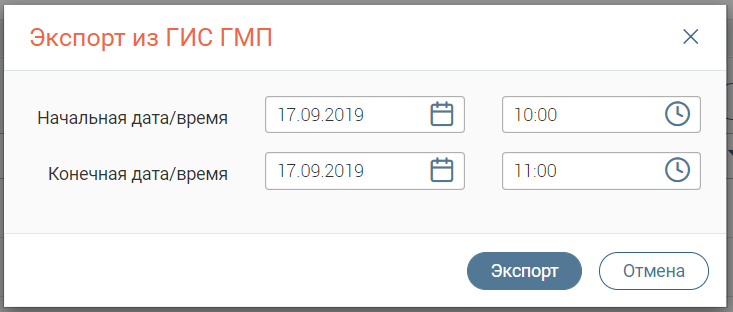 Экспорт из ГИС ГМП
Начальная дата/время 17.09.2019 10:00
Конечная дата/время 17.09.2019 11:00
Экспорт Отмена